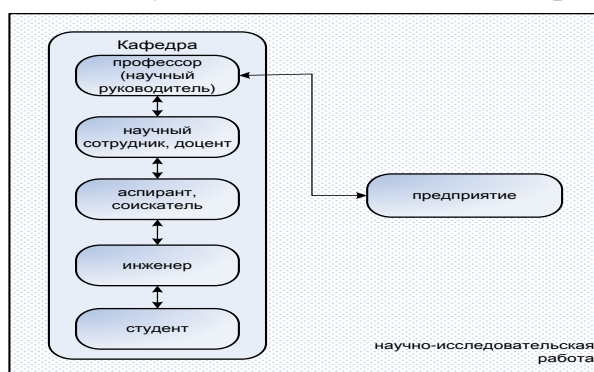 Кафедра
профессор
(научный
руководитель)
научный
сотрудник, доцент
аспирант,
соискатель
предприятие
инженер
студент
научно-исследовательская
работа